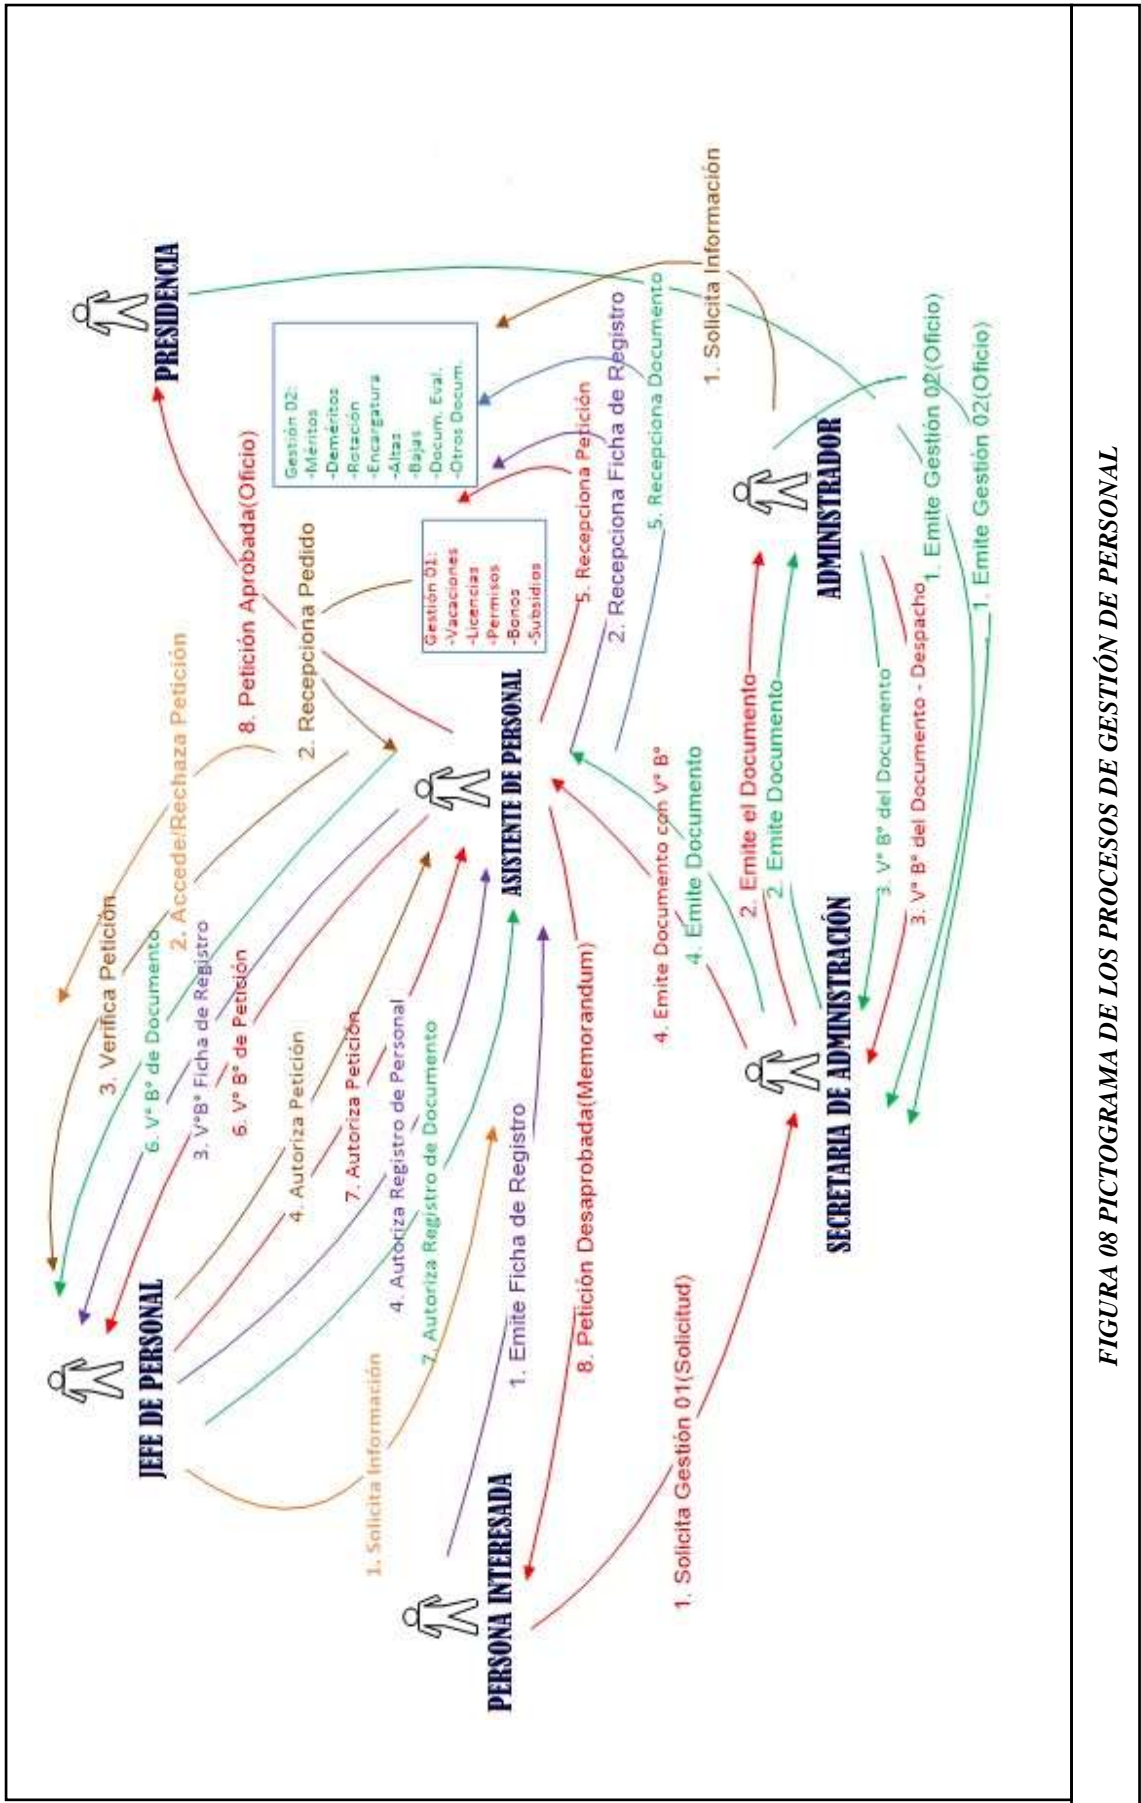 PRESIDENCIA
JEFE DE PERSONAL
ASISTENTE DE PERSONAL
PERSONA INTERESADA
ADMINISTRADOR
SECRETARIA DE ADMINISTRACIÓN
Gestión 02:
-Méritos
-Deméritos
-Rotación
-Encargatura
-Altas
-Bajas
-Docum. Eval.
-Otros Docum.
Gestión 01:
-Vacaciones
-Licencias
-Permisos
-Bonos
-Subsidios
3. Verifica Petición
6. V° B° de Documento
2. Accede/Rechaza Petición
3. V°B° Ficha de Registro
6. V° B° de Petición
8. Petición Aprobada(Oficio)
2. Recepciona Pedido
4. Autoriza Petición
7. Autoriza Petición
4. Autoriza Registro de Personal
7. Autoriza Registro de Documento
1. Solicita Información
1. Emite Ficha de Registro
8. Petición Desaprobada(Memorandum)
5. Recepciona Petición
2. Recepciona Ficha de Registro
5. Recepciona Documento
1. Solicita Información
4. Emite Documento con V° B°
4. Emite Documento
1. Solicita Gestión 01(Solicitud)
2. Emite el Documento
2. Emite Documento
3. V° B° del Documento
3. V° B° del Documento - Despacho
1. Emite Gestión 02(Oficio)
1. Emite Gestión 02(Oficio)
FIGURA 08 PICTOGRAMA DE LOS PROCESOS DE GESTIÓN DE PERSONAL